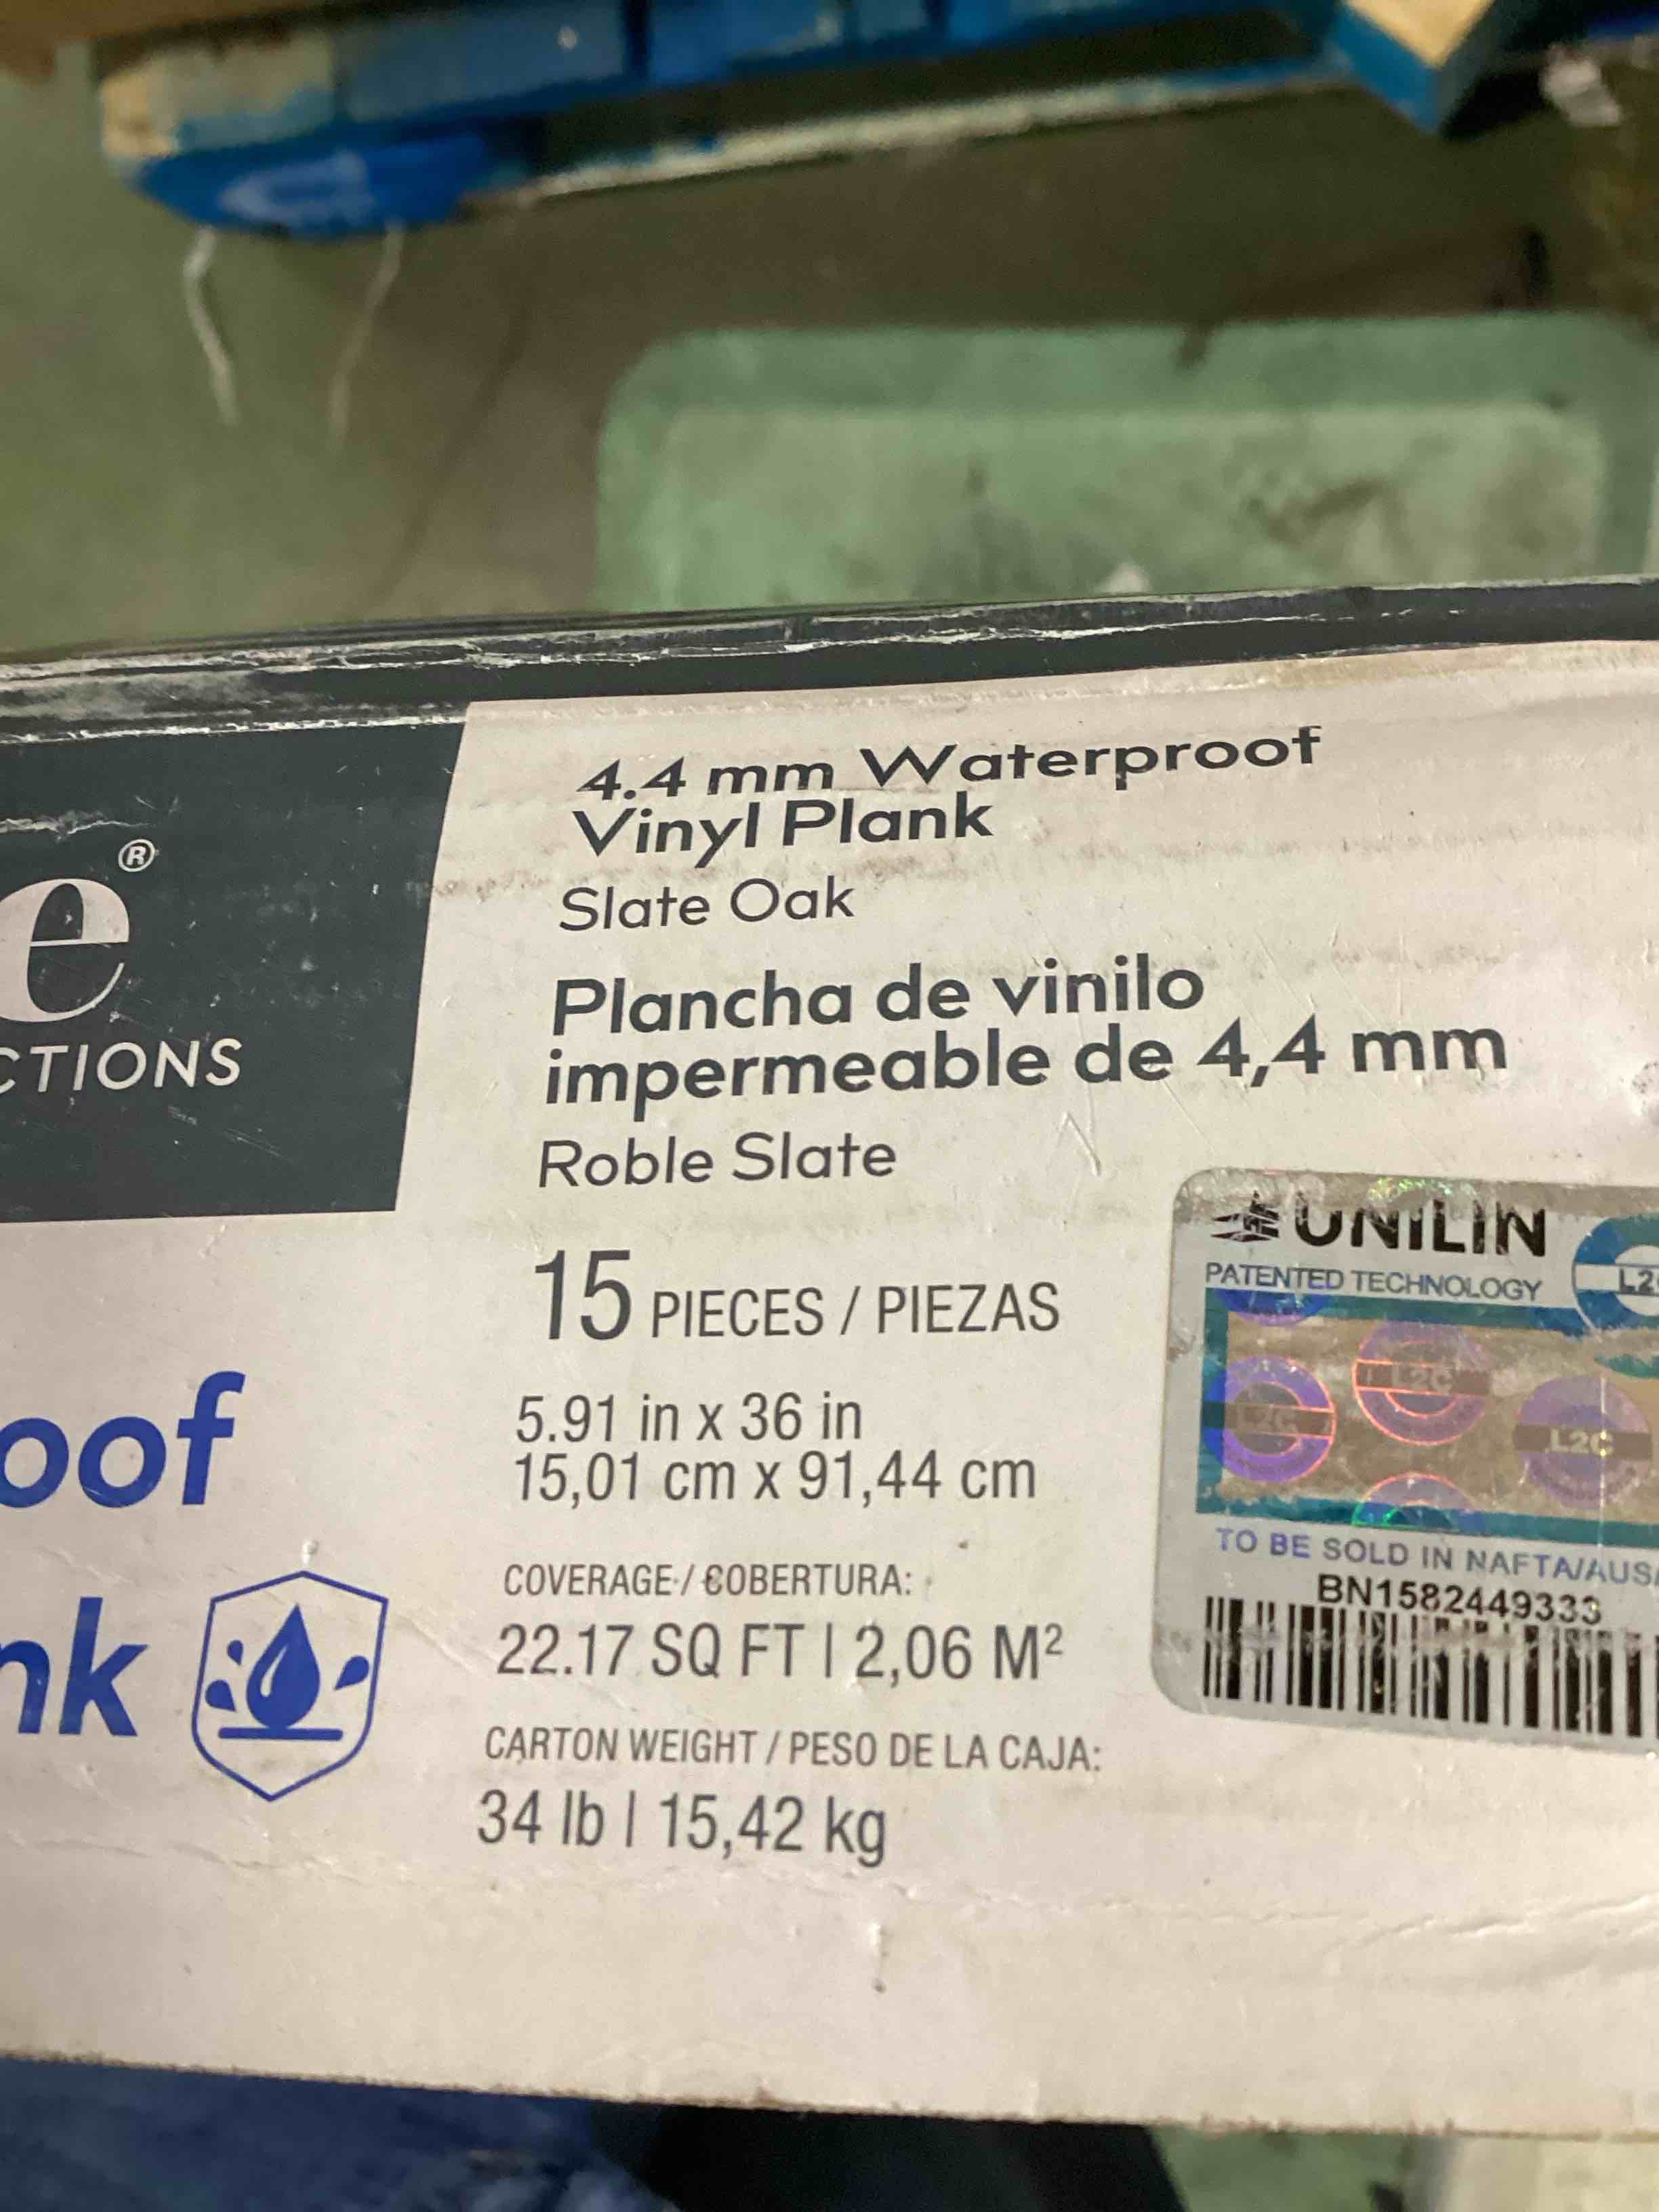 4.4 mm Waterproof
Vinyl Plank
Slate Oak
Plancha de vinilo
impermeable de 4,4 mm
Roble Slate
e®
CTIONS
15 PIECES / PIEZAS
5.91 in x 36 in
15,01 cm x 91,44 cm
COVERAGE / COBERTURA:
22.17 SQ FT | 2,06 M²
CARTON WEIGHT / PESO DE LA CAJA:
34 lb | 15,42 kg
oof
nk
UNILIN
PATENTED TECHNOLOGY
L2C
L2C
L2C
TO BE SOLD IN NAFTA/AUS
BN1582449333